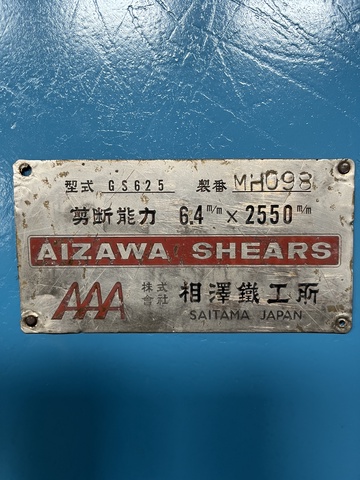 型式 GS625 製番 MH098
剪断能力 6.4m/m × 2550m/m
AIZAWA SHEARS
AAA 株式會社 相澤鐵工所
SAITAMA JAPAN